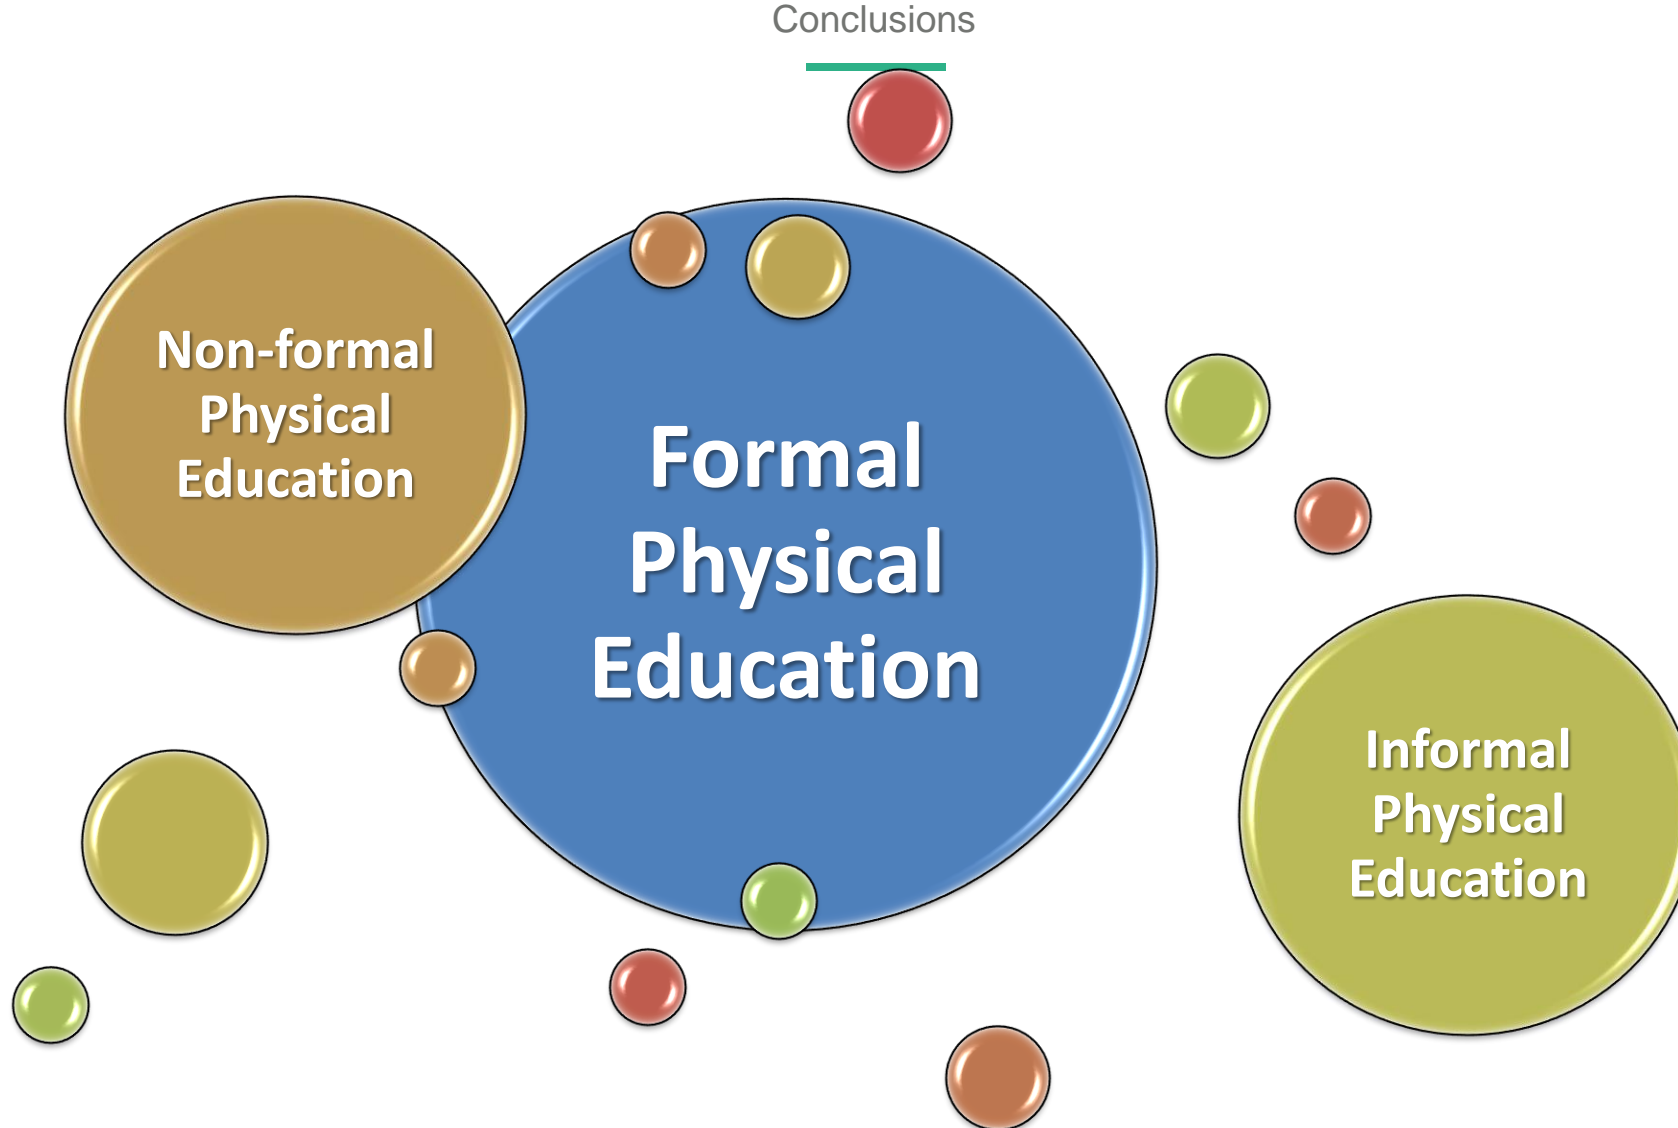 Conclusions
Non-formal
Physical
Education
Formal
Physical
Education
Informal
Physical
Education